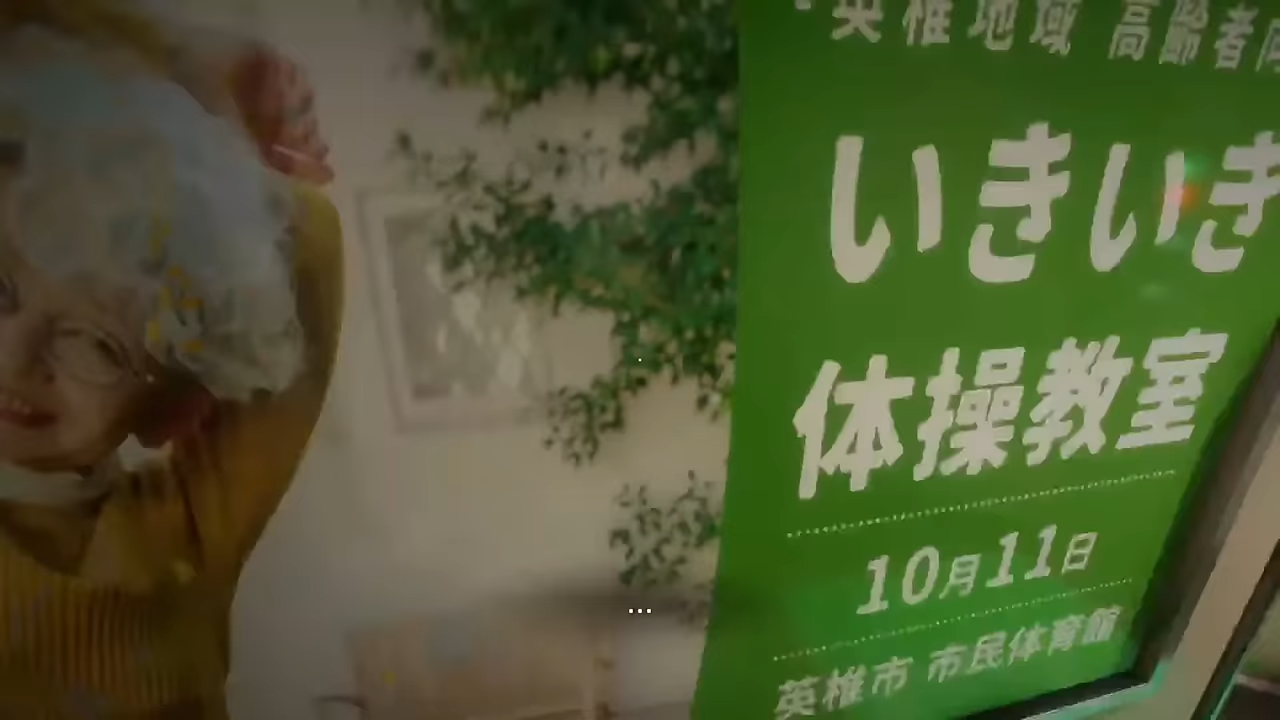 英椎地域 高齢者
いきいき
体操教室
10月11日
英椎市 市民体育館
...